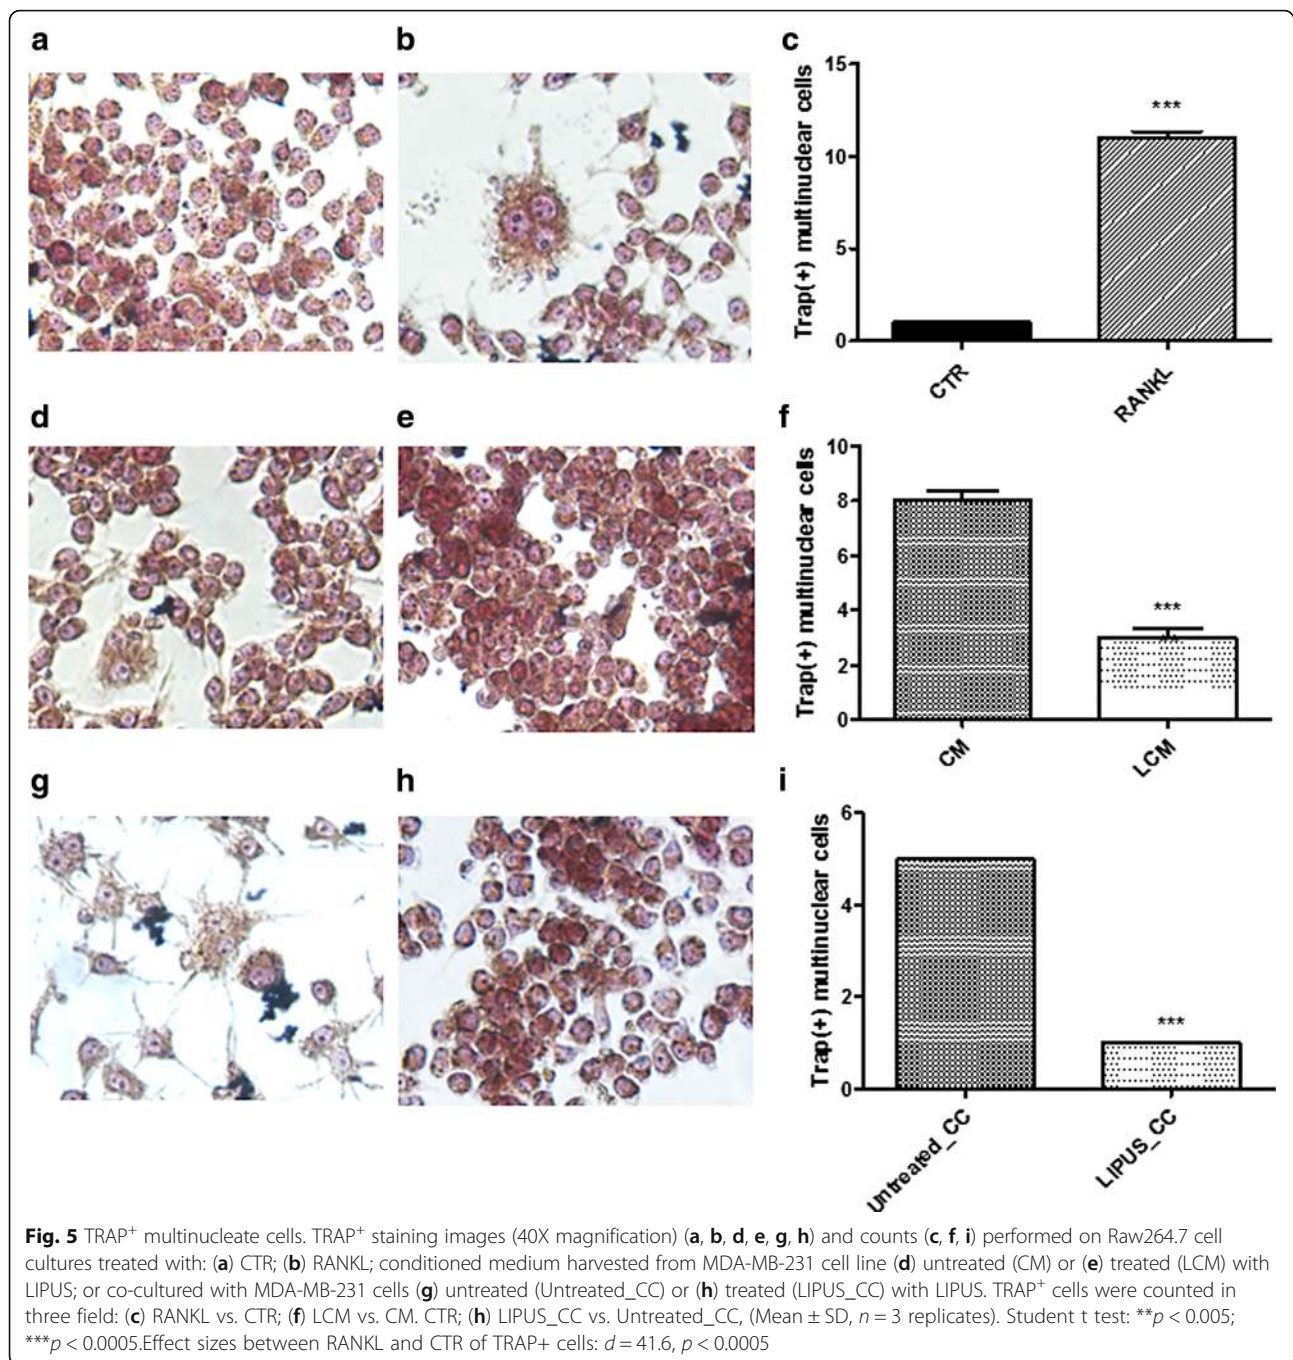 a
b
c
Trap(+) multinuclear cells
15
10
5
0
***
CTR
RANKL
d
e
f
Trap(+) multinuclear cells
10
8
6
4
2
0
***
CM
LCM
g
h
i
Trap(+) multinuclear cells
6
4
2
0
***
Untreated_CC
LIPUS_CC
Fig. 5 TRAP⁺ multinucleate cells. TRAP⁺ staining images (40X magnification) (a, b, d, e, g, h) and counts (c, f, i) performed on Raw264.7 cell
cultures treated with: (a) CTR; (b) RANKL; conditioned medium harvested from MDA-MB-231 cell line (d) untreated (CM) or (e) treated (LCM) with
LIPUS; or co-cultured with MDA-MB-231 cells (g) untreated (Untreated_CC) or (h) treated (LIPUS_CC) with LIPUS. TRAP⁺ cells were counted in
three field: (c) RANKL vs. CTR; (f) LCM vs. CM. CTR; (h) LIPUS_CC vs. Untreated_CC, (Mean ± SD, n = 3 replicates). Student t test: **p < 0.005;
***p < 0.0005.Effect sizes between RANKL and CTR of TRAP+ cells: d = 41.6, p < 0.0005